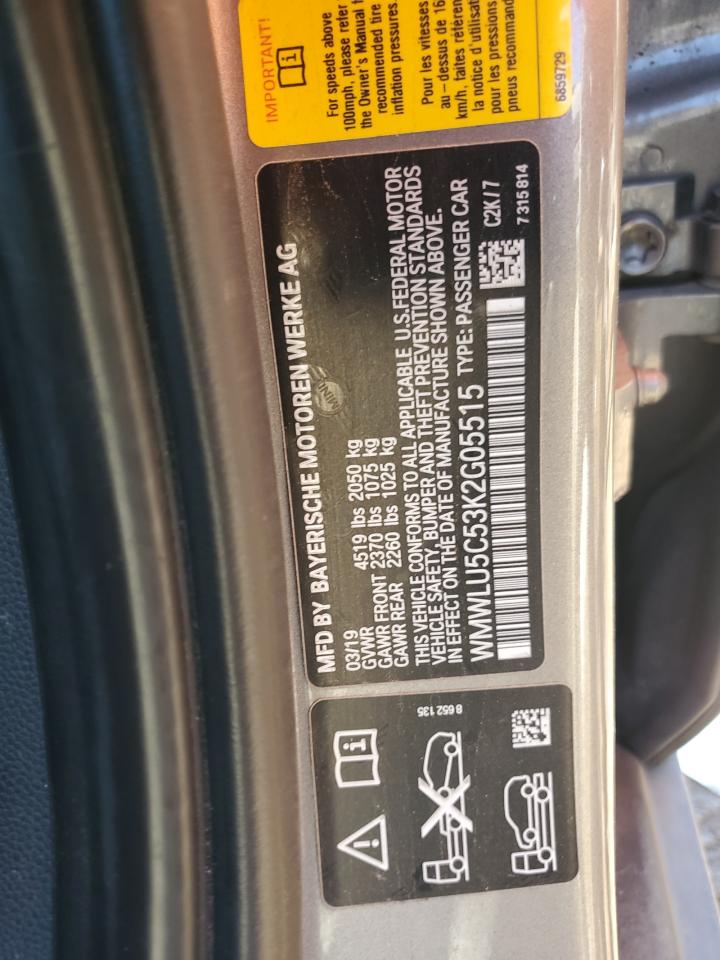 IMPORTANT!
For speeds above
100mph, please refer
the Owner's Manual
recommended tire
inflation pressures.
Pour les vitesses
au - dessus de 16
km/h, faites
la notice
pour les pressions
pneus
6859729
MFD BY BAYERISCHE MOTOREN WERKE AG
03/19
GVWR 4519 lbs 2050 kg
GAWR FRONT 2370 lbs 1075 kg
GAWR REAR 2260 lbs 1025 kg
MINI
THIS VEHICLE CONFORMS TO ALL APPLICABLE U.S. FEDERAL MOTOR
VEHICLE SAFETY, BUMPER AND THEFT PREVENTION STANDARDS
IN EFFECT ON THE DATE OF MANUFACTURE SHOWN ABOVE.
WMWLU5C53K2G05515 TYPE: PASSENGER CAR
C2K/7
7 315 814
8 652 135